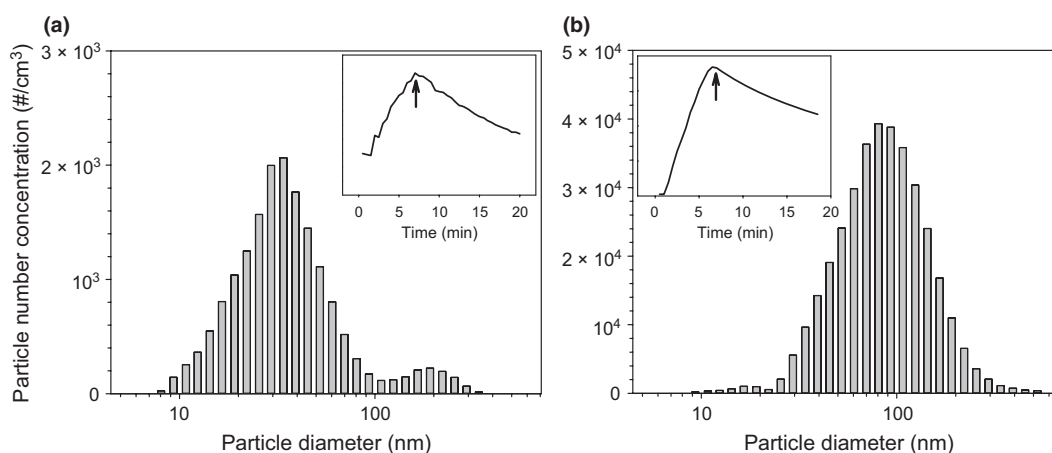 (a)
Particle number concentration (#/cm³)
3 × 10³
2 × 10³
10³
0
0 5 10 15 20
Time (min)
10 100
Particle diameter (nm)
(b)
5 × 10⁴
4 × 10⁴
3 × 10⁴
2 × 10⁴
10⁴
0
0 5 10 15 20
Time (min)
10 100
Particle diameter (nm)